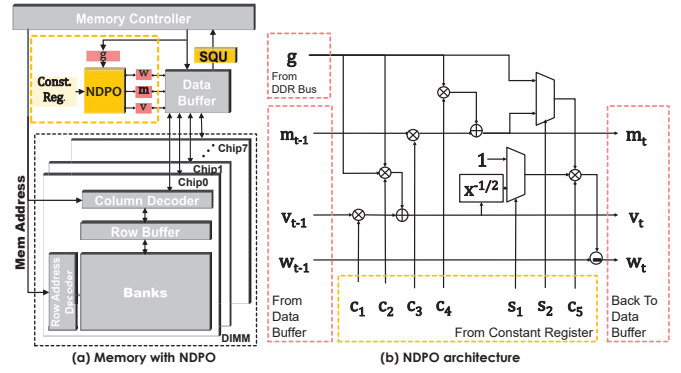 Memory Controller
g
SQU
Const.
Reg.
NDPO
w
m
v
Data
Buffer
Chip7
Chip1
Chip0
Column Decoder
Row Buffer
Row Address
Decoder
Banks
DIMM
Mem Address
(a) Memory with NDPO
g
From
DDR Bus
m_{t-1}
m_t
1
x^{-1/2}
v_{t-1}
v_t
w_{t-1}
w_t
c_1 c_2 c_3 c_4 s_1 s_2 c_5
From
Data
Buffer
From Constant Register
Back To
Data
Buffer
(b) NDPO architecture